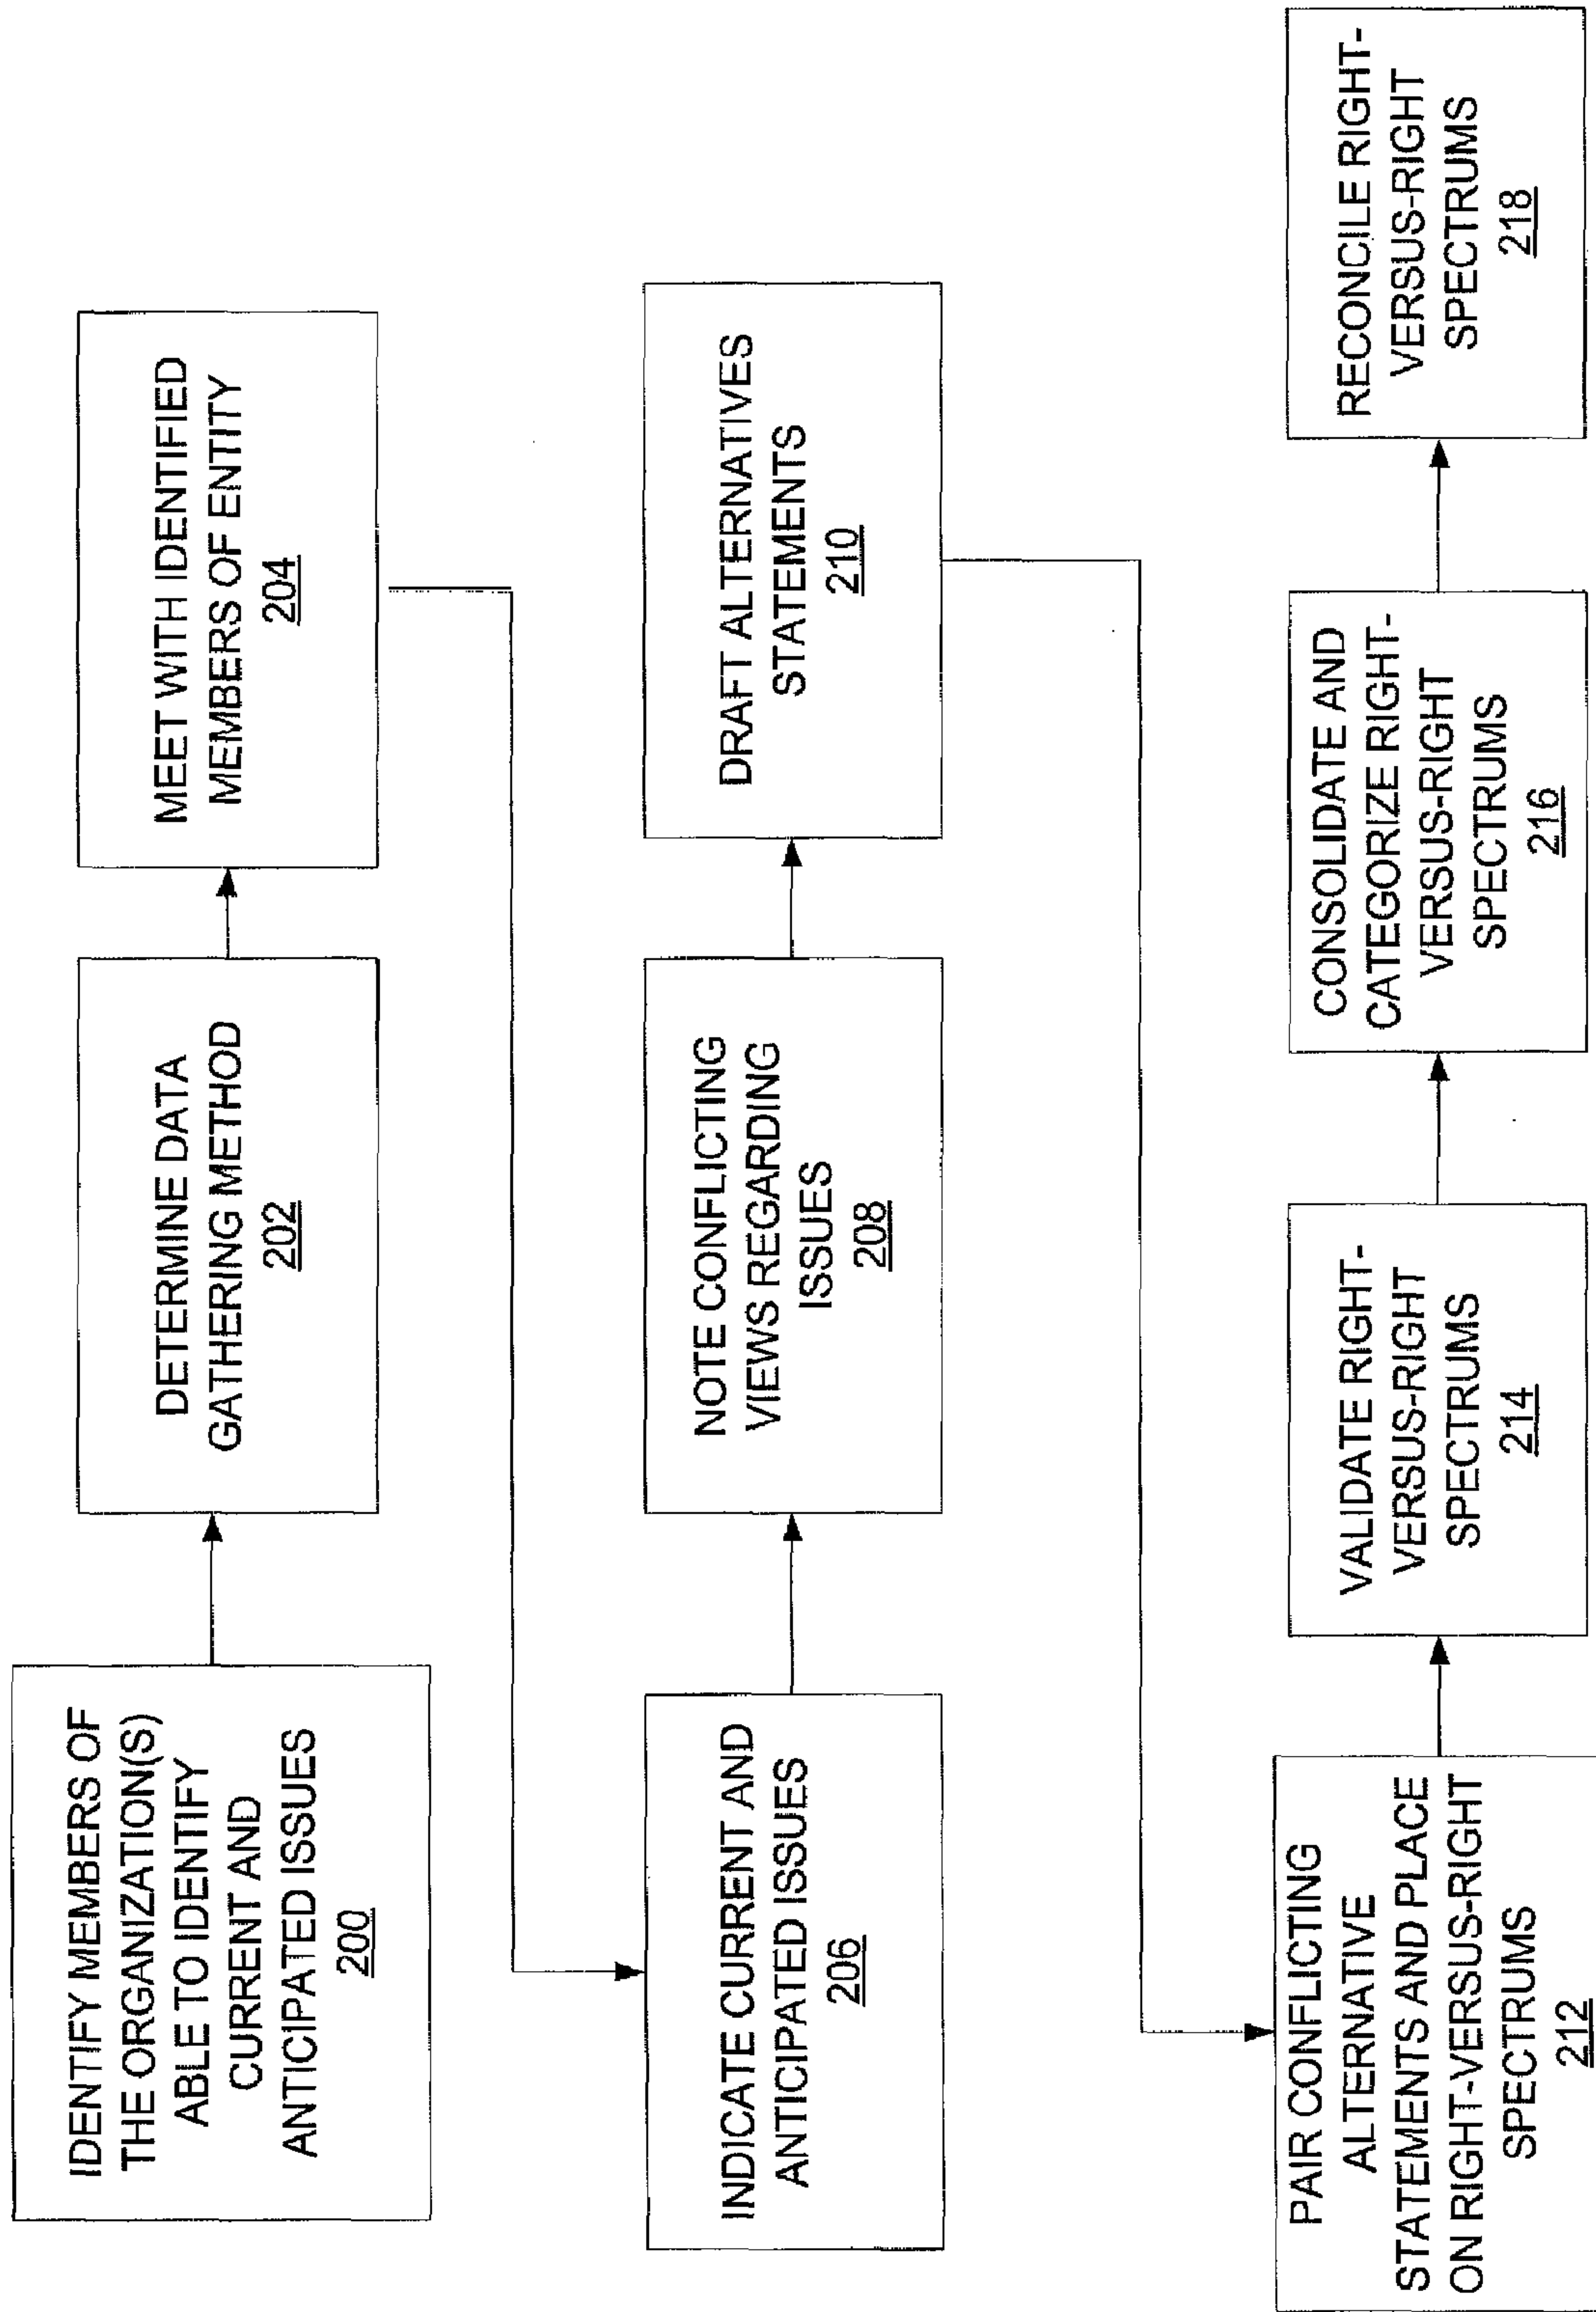 IDENTIFY MEMBERS OF
THE ORGANIZATION(S)
ABLE TO IDENTIFY
CURRENT AND
ANTICIPATED ISSUES
200
DETERMINE DATA
GATHERING METHOD
202
MEET WITH IDENTIFIED
MEMBERS OF ENTITY
204
INDICATE CURRENT AND
ANTICIPATED ISSUES
206
NOTE CONFLICTING
VIEWS REGARDING
ISSUES
208
DRAFT ALTERNATIVES
STATEMENTS
210
PAIR CONFLICTING
ALTERNATIVE
STATEMENTS AND PLACE
ON RIGHT-VERSUS-RIGHT
SPECTRUMS
212
VALIDATE RIGHT-
VERSUS-RIGHT
SPECTRUMS
214
CONSOLIDATE AND
CATEGORIZE RIGHT-
VERSUS-RIGHT
SPECTRUMS
216
RECONCILE RIGHT-
VERSUS-RIGHT
SPECTRUMS
218